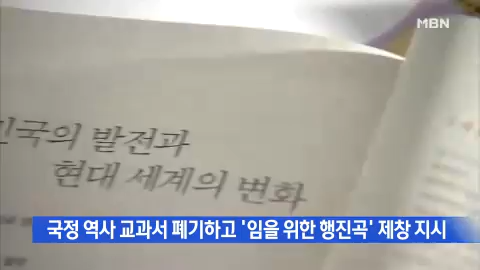 MBN
민국의 발전과
현대 세계의 변화
국정 역사 교과서 폐기하고 '임을 위한 행진곡' 제창 지시